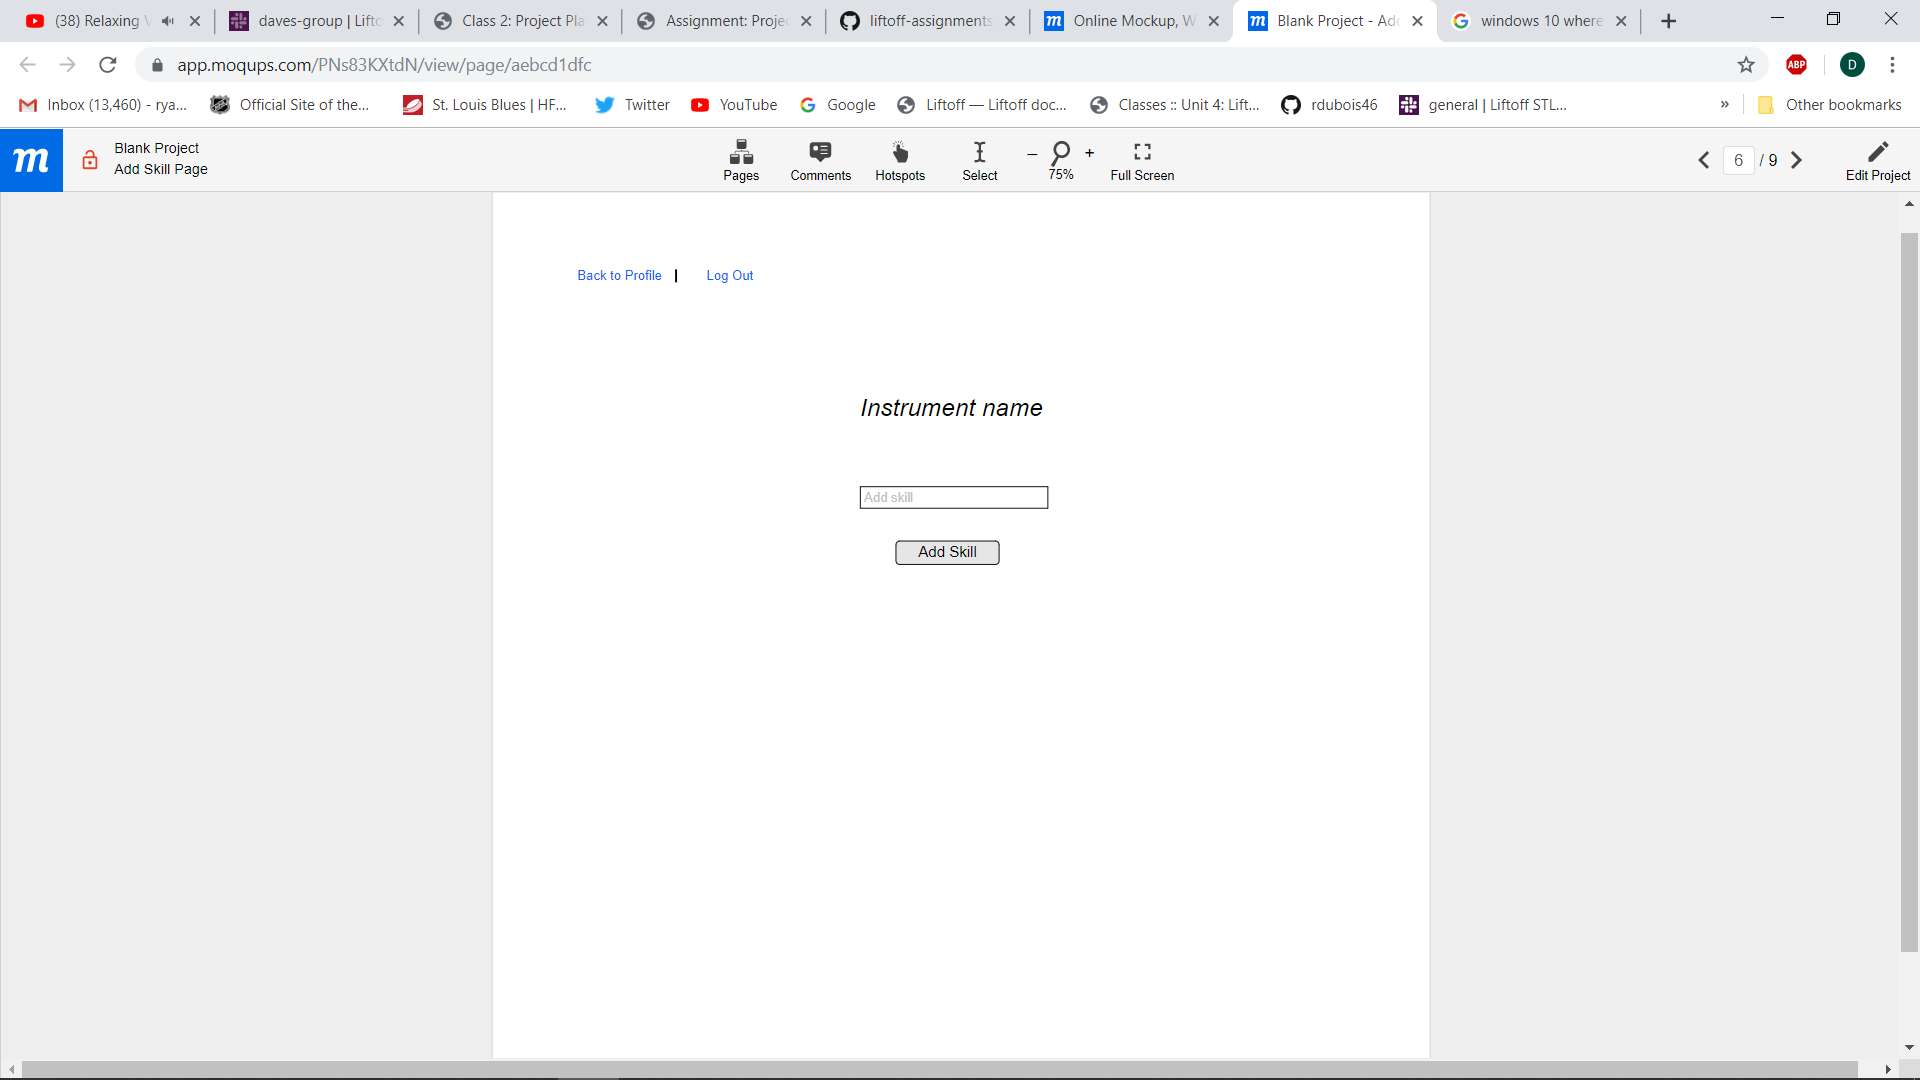 (38) Relaxing
daves-group | Lifto
Class 2: Project Pla
Assignment: Projec
liftoff-assignments
m Online Mockup, W
m Blank Project - Ad
windows 10 where
app.moqups.com/PNs83KXtdN/view/page/aebcd1dfc
ABP
D
Inbox (13,460) - rya...
Official Site of the...
St. Louis Blues | HF...
Twitter
YouTube
Google
Liftoff — Liftoff doc...
Classes :: Unit 4: Lift...
rdubois46
general | Liftoff STL...
»
Other bookmarks
m
Blank Project
Add Skill Page
Pages
Comments
Hotspots
Select
– 75% +
Full Screen
6 / 9
Edit Project
Back to Profile | Log Out
Instrument name
Add skill
Add Skill